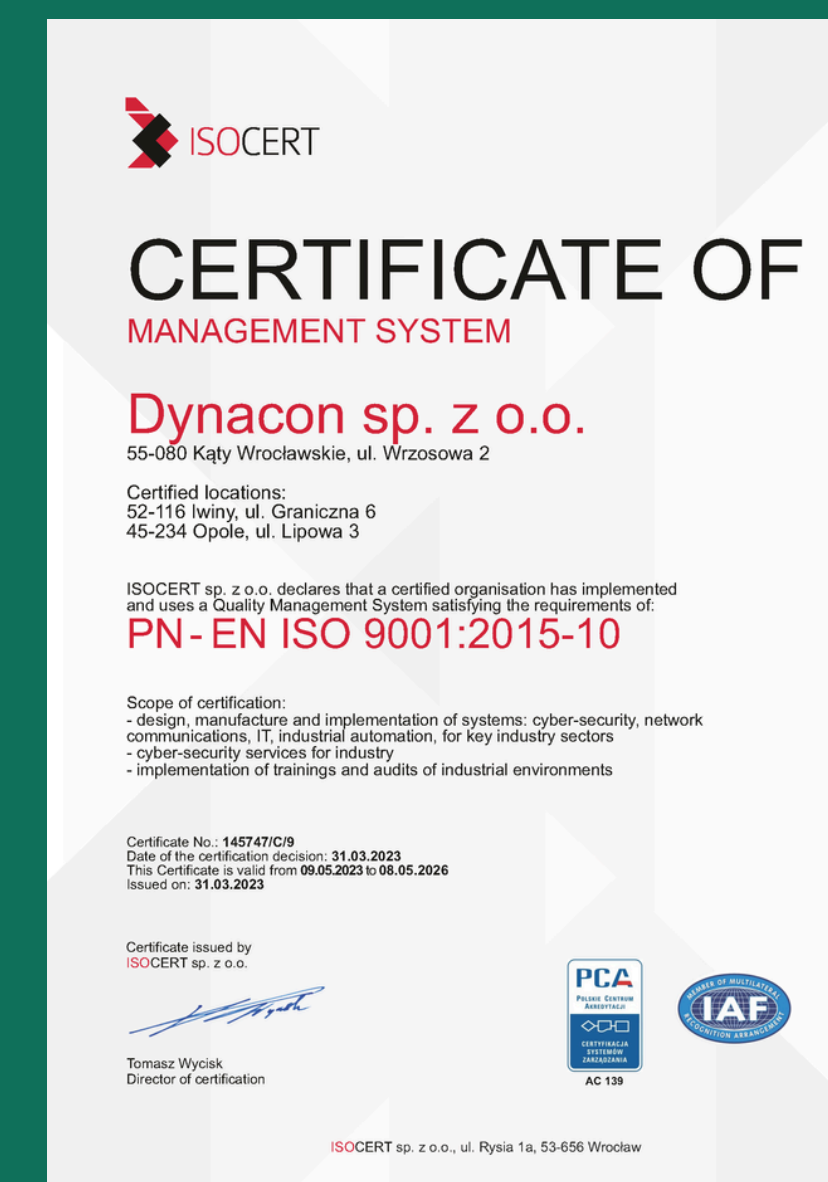 ISOCERT
CERTIFICATE OF
MANAGEMENT SYSTEM
Dynacon sp. z o.o.
55-080 Kąty Wrocławskie, ul. Wrzosowa 2
Certified locations:
52-116 Iwiny, ul. Graniczna 6
45-234 Opole, ul. Lipowa 3
ISOCERT sp. z o.o. declares that a certified organisation has implemented
and uses a Quality Management System satisfying the requirements of:
PN-EN ISO 9001:2015-10
Scope of certification:
- design, manufacture and implementation of systems: cyber-security, network
communications, IT, industrial automation, for key industry sectors
- cyber-security services for industry
- implementation of trainings and audits of industrial environments
Certificate No.: 145747/C/9
Date of the certification decision: 31.03.2023
This Certificate is valid from 09.05.2023 to 08.05.2026
Issued on: 31.03.2023
Certificate issued by
ISOCERT sp. z o.o.
Tomasz Wycisk
Director of certification
PCA
POLSKIE CENTRUM
AKREDYTACJI
CERTYFIKACJA
SYSTEMÓW
ZARZĄDZANIA
AC 139
MEMBER OF MULTILATERAL
IAF
RECOGNITION ARRANGEMENT
ISOCERT sp. z o.o., ul. Rysia 1a, 53-656 Wrocław